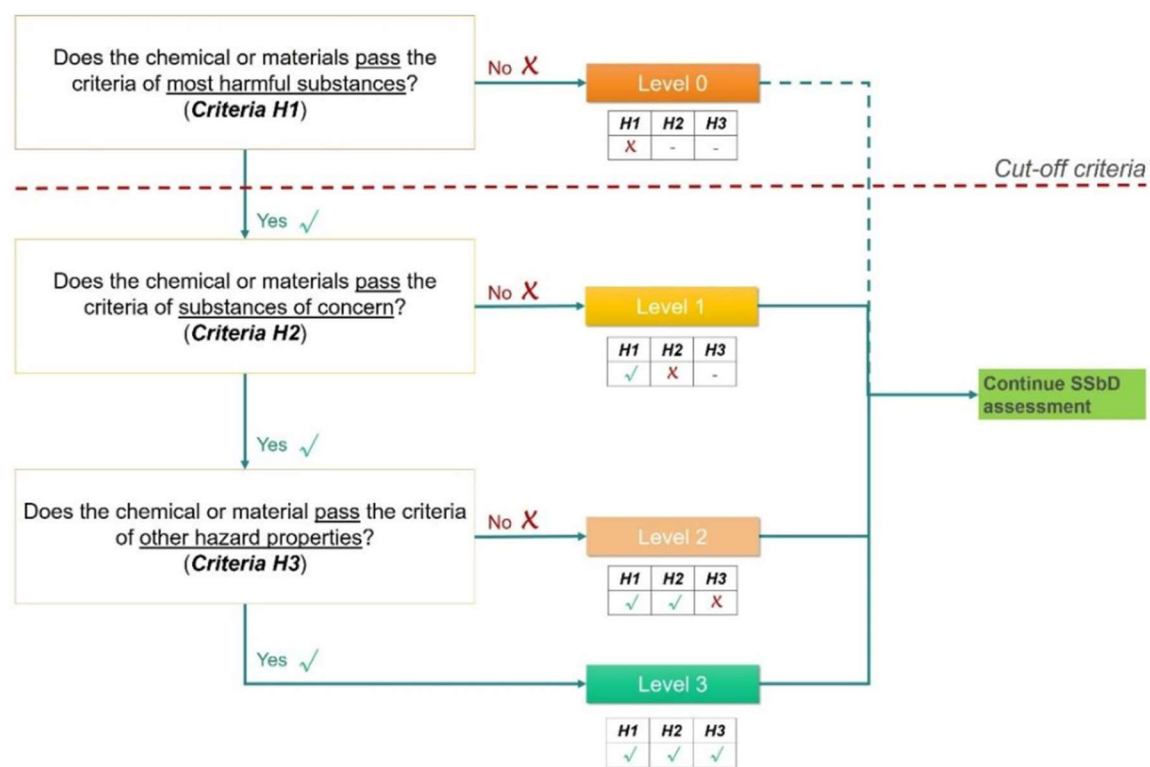 Does the chemical or materials pass the
criteria of most harmful substances?
(Criteria H1)
No X
Level 0
H1 H2 H3
X - -
Cut-off criteria
Yes √
Does the chemical or materials pass the
criteria of substances of concern?
(Criteria H2)
No X
Level 1
H1 H2 H3
√ X -
Continue SSbD
assessment
Yes √
Does the chemical or material pass the criteria
of other hazard properties?
(Criteria H3)
No X
Level 2
H1 H2 H3
√ √ X
Yes √
Level 3
H1 H2 H3
√ √ √